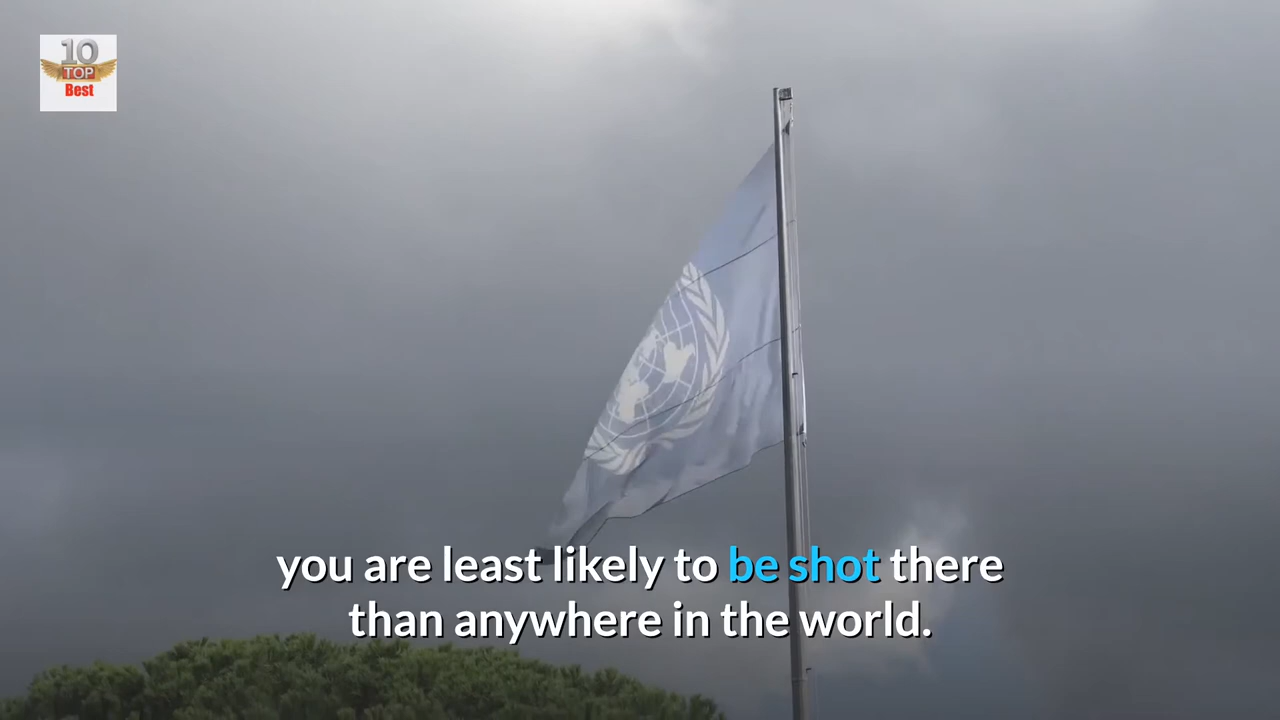 10
TOP
Best
you are least likely to be shot there
than anywhere in the world.